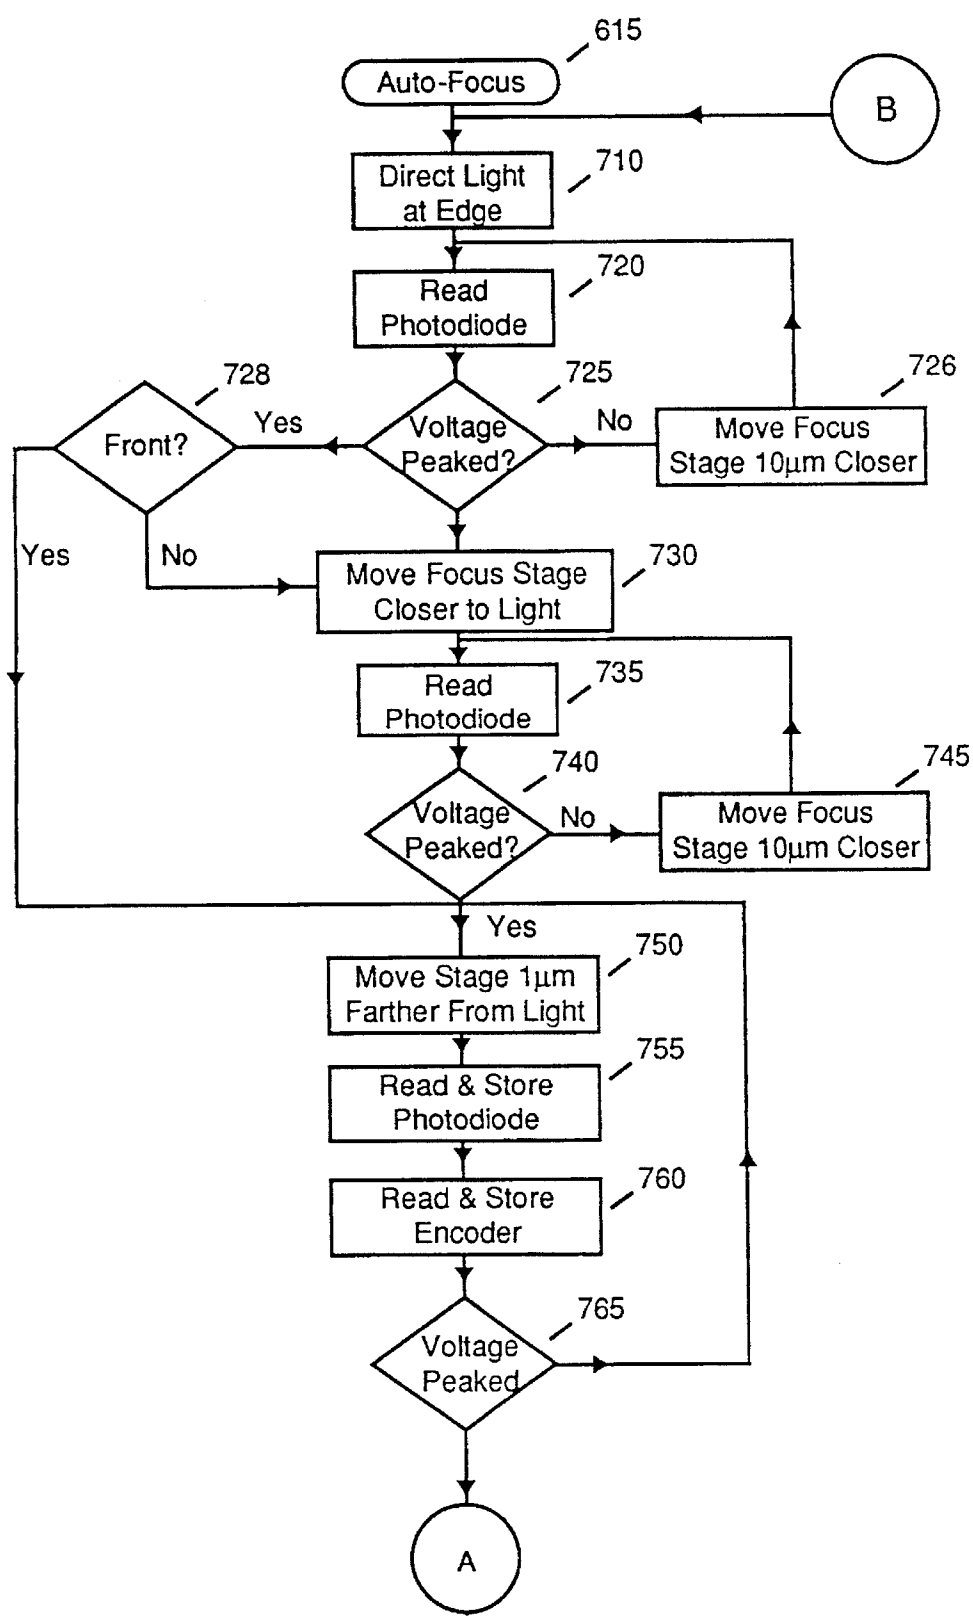 615
Auto-Focus
B
710
Direct Light
at Edge
720
Read
Photodiode
728
725
726
Front?
Yes
Voltage
Peaked?
No
Move Focus
Stage 10µm Closer
Yes
No
730
Move Focus Stage
Closer to Light
735
Read
Photodiode
740
745
Voltage
Peaked?
No
Move Focus
Stage 10µm Closer
Yes
750
Move Stage 1µm
Farther From Light
755
Read & Store
Photodiode
760
Read & Store
Encoder
765
Voltage
Peaked
A